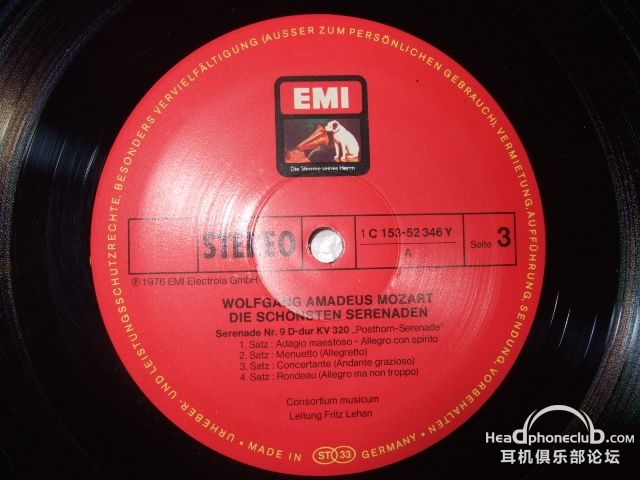 URHEBER- UND LEISTUNGSSCHUTZRECHTE, BESONDERS VERVIELFÄLTIGUNG (AUSSER ZUM PERSÖNLICHEN GEBRAUCH), VERMIETUNG, AUFFÜHRUNG, SENDUNG, VORBEHALTEN
EMI
Die Stimme seines Herrn
STEREO
1 C 153-52 346 Y
A
Seite 3
℗ 1976 EMI Electrola GmbH
WOLFGANG AMADEUS MOZART
DIE SCHÖNSTEN SERENADEN
Serenade Nr. 9 D-dur KV 320 „Posthorn-Serenade"
1. Satz : Adagio maestoso - Allegro con spirito
2. Satz : Menuetto (Allegretto)
3. Satz : Concertante (Andante grazioso)
4. Satz : Rondeau (Allegro ma non troppo)
Consortium musicum
Leitung Fritz Lehan
• MADE IN STEREO 33 GERMANY •
Headphoneclub.com
耳机俱乐部论坛